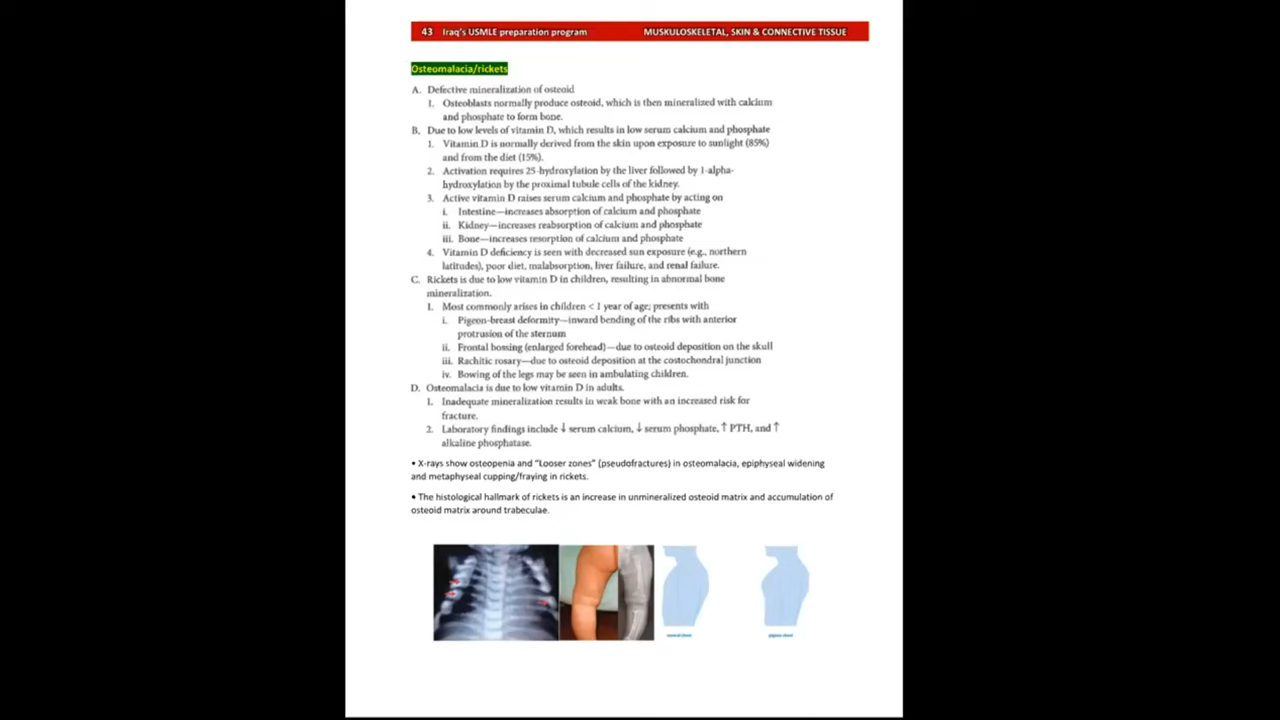 43 Iraq's USMLE preparation program MUSKULOSKELETAL, SKIN & CONNECTIVE TISSUE
Osteomalacia/rickets
A. Defective mineralization of osteoid
1. Osteoblasts normally produce osteoid, which is then mineralized with calcium
and phosphate to form bone.
B. Due to low levels of vitamin D, which results in low serum calcium and phosphate
1. Vitamin D is normally derived from the skin upon exposure to sunlight (85%)
and from the diet (15%).
2. Activation requires 25-hydroxylation by the liver followed by 1-alpha-
hydroxylation by the proximal tubule cells of the kidney.
3. Active vitamin D raises serum calcium and phosphate by acting on
i. Intestine—increases absorption of calcium and phosphate
ii. Kidney—increases reabsorption of calcium and phosphate
iii. Bone—increases resorption of calcium and phosphate
4. Vitamin D deficiency is seen with decreased sun exposure (e.g., northern
latitudes), poor diet, malabsorption, liver failure, and renal failure.
C. Rickets is due to low vitamin D in children, resulting in abnormal bone
mineralization.
1. Most commonly arises in children < 1 year of age; presents with
i. Pigeon-breast deformity—inward bending of the ribs with anterior
protrusion of the sternum
ii. Frontal bossing (enlarged forehead)—due to osteoid deposition on the skull
iii. Rachitic rosary—due to osteoid deposition at the costochondral junction
iv. Bowing of the legs may be seen in ambulating children.
D. Osteomalacia is due to low vitamin D in adults.
1. Inadequate mineralization results in weak bone with an increased risk for
fracture.
2. Laboratory findings include ↓ serum calcium, ↓ serum phosphate, ↑ PTH, and ↑
alkaline phosphatase.
• X-rays show osteopenia and "Looser zones" (pseudofractures) in osteomalacia, epiphyseal widening
and metaphyseal cupping/fraying in rickets.
• The histological hallmark of rickets is an increase in unmineralized osteoid matrix and accumulation of
osteoid matrix around trabeculae.
normal chest pigeon chest